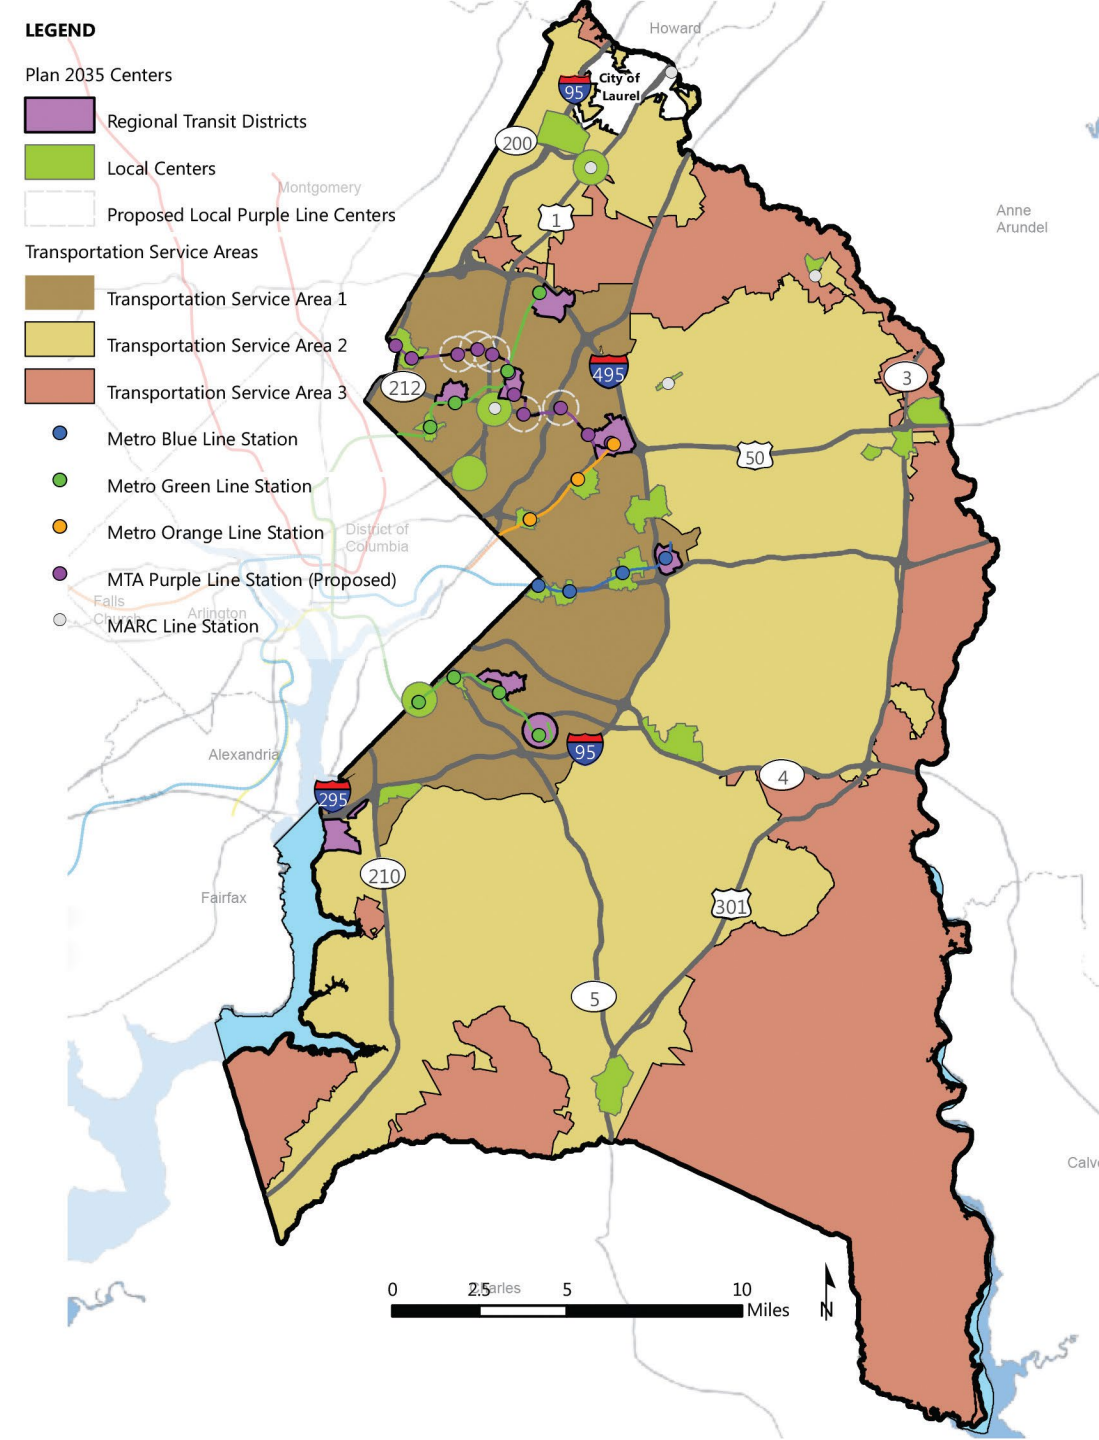 LEGEND
Plan 2035 Centers
Regional Transit Districts
Local Centers
Proposed Local Purple Line Centers
Transportation Service Areas
Transportation Service Area 1
Transportation Service Area 2
Transportation Service Area 3
Metro Blue Line Station
Metro Green Line Station
Metro Orange Line Station
MTA Purple Line Station (Proposed)
MARC Line Station
Howard
City of
Laurel
95
200
Montgomery
1
Anne
Arundel
212
495
3
50
District of
Columbia
Falls
Church
Arlington
Alexandria
95
4
295
210
Fairfax
301
5
Calv
Charles
0
2.5
5
10
Miles
N